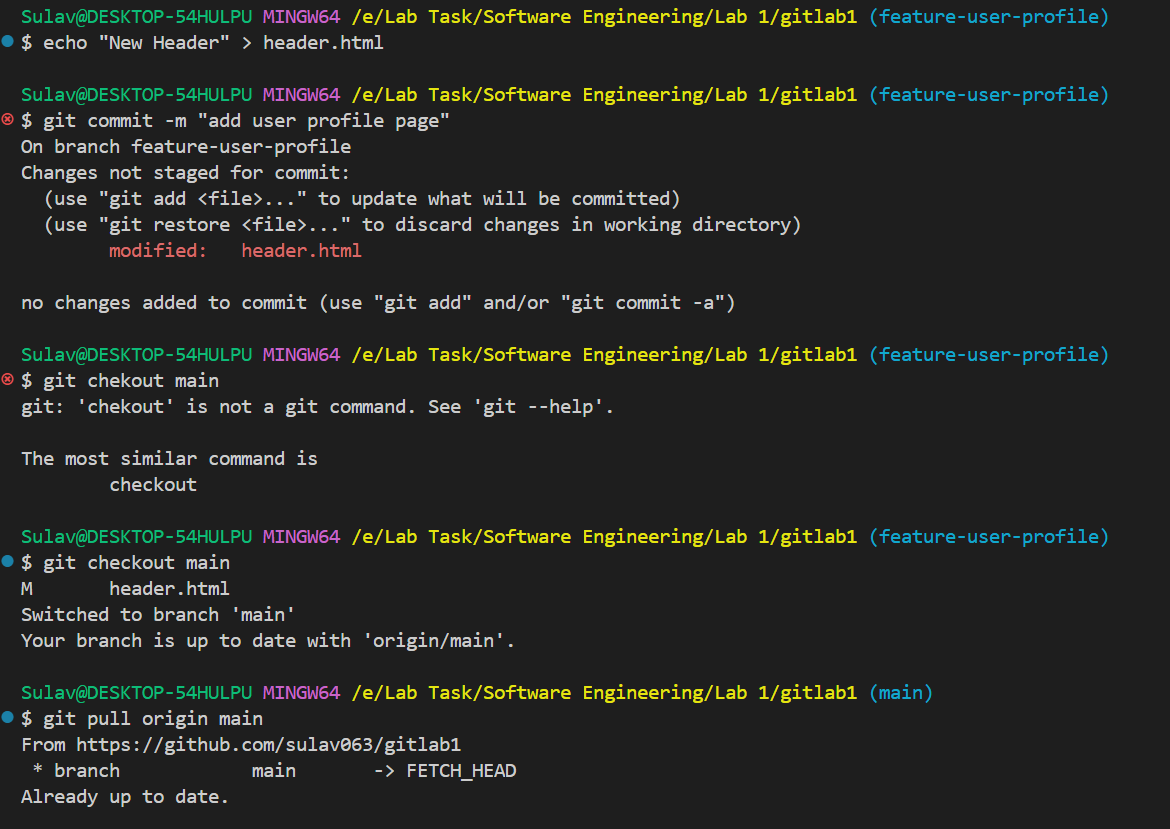 Sulav@DESKTOP-54HULPU MINGW64 /e/Lab Task/Software Engineering/Lab 1/gitlab1 (feature-user-profile)
$ echo "New Header" > header.html
Sulav@DESKTOP-54HULPU MINGW64 /e/Lab Task/Software Engineering/Lab 1/gitlab1 (feature-user-profile)
$ git commit -m "add user profile page"
On branch feature-user-profile
Changes not staged for commit:
  (use "git add <file>..." to update what will be committed)
  (use "git restore <file>..." to discard changes in working directory)
        modified:   header.html
no changes added to commit (use "git add" and/or "git commit -a")
Sulav@DESKTOP-54HULPU MINGW64 /e/Lab Task/Software Engineering/Lab 1/gitlab1 (feature-user-profile)
$ git chekout main
git: 'chekout' is not a git command. See 'git --help'.
The most similar command is
        checkout
Sulav@DESKTOP-54HULPU MINGW64 /e/Lab Task/Software Engineering/Lab 1/gitlab1 (feature-user-profile)
$ git checkout main
M       header.html
Switched to branch 'main'
Your branch is up to date with 'origin/main'.
Sulav@DESKTOP-54HULPU MINGW64 /e/Lab Task/Software Engineering/Lab 1/gitlab1 (main)
$ git pull origin main
From https://github.com/sulav063/gitlab1
 * branch            main       -> FETCH_HEAD
Already up to date.